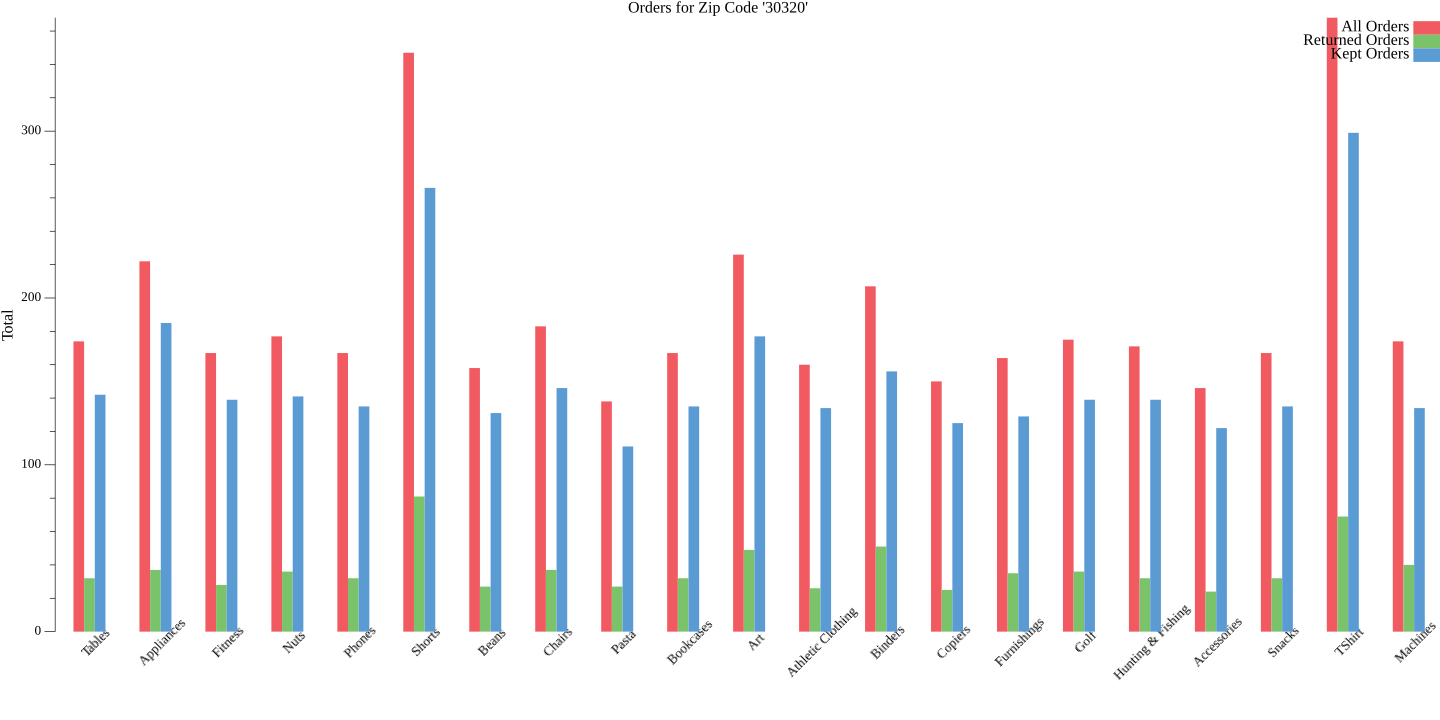 Orders for Zip Code '30320'
All Orders
Returned Orders
Kept Orders
Total
300
200
100
0
Tables
Appliances
Fitness
Nuts
Phones
Shorts
Beans
Chairs
Pasta
Bookcases
Art
Athletic Clothing
Binders
Copiers
Furnishings
Golf
Hunting & Fishing
Accessories
Snacks
TShirt
Machines